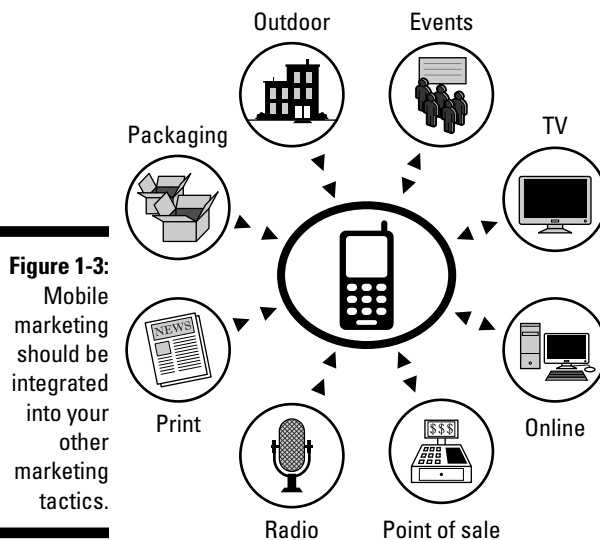 Outdoor
Events
Packaging
TV
Figure 1-3:
Mobile
marketing
should be
integrated
into your
other
marketing
tactics.
NEWS
Print
Online
$$$
Radio
Point of sale